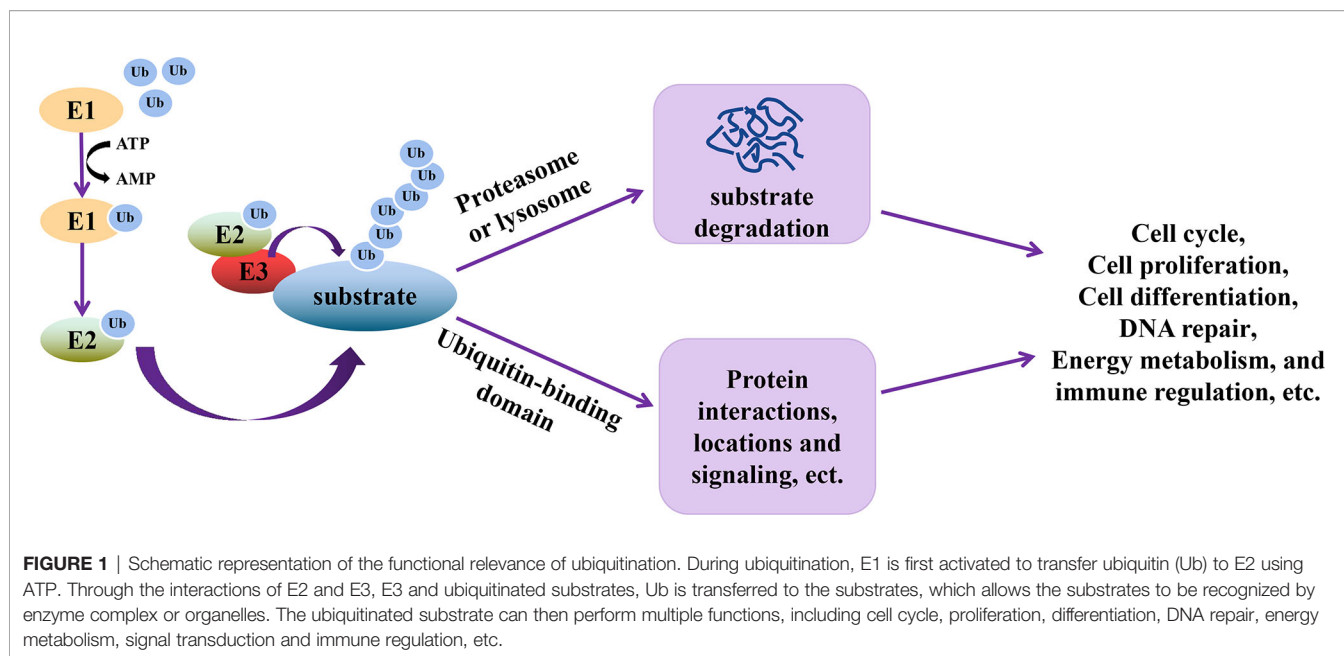 Ub
Ub
Ub
E1
ATP
AMP
E1
Ub
E2
Ub
E2
Ub
E3
Ub
Ub
Ub
Ub
Ub
substrate
Proteasome
or lysosome
Ubiquitin-binding
domain
substrate
degradation
Protein
interactions,
locations and
signaling, ect.
Cell cycle,
Cell proliferation,
Cell differentiation,
DNA repair,
Energy metabolism, and
immune regulation, etc.
FIGURE 1 | Schematic representation of the functional relevance of ubiquitination. During ubiquitination, E1 is first activated to transfer ubiquitin (Ub) to E2 using
ATP. Through the interactions of E2 and E3, E3 and ubiquitinated substrates, Ub is transferred to the substrates, which allows the substrates to be recognized by
enzyme complex or organelles. The ubiquitinated substrate can then perform multiple functions, including cell cycle, proliferation, differentiation, DNA repair, energy
metabolism, signal transduction and immune regulation, etc.